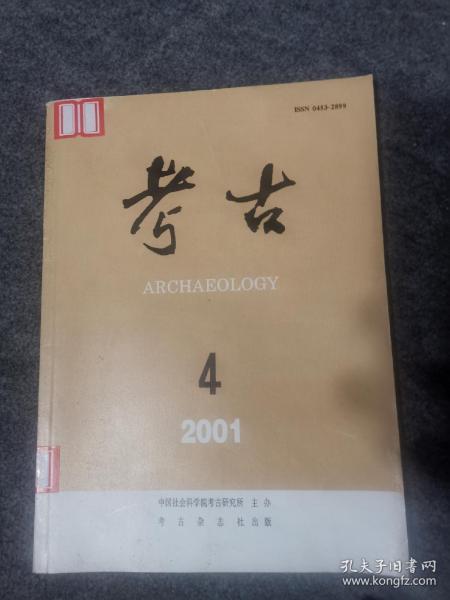 ISSN 0453-2899
考古
ARCHAEOLOGY
4
2001
中国社会科学院考古研究所 主办
考古杂志社出版
孔夫子旧书网
www.kongfz.com